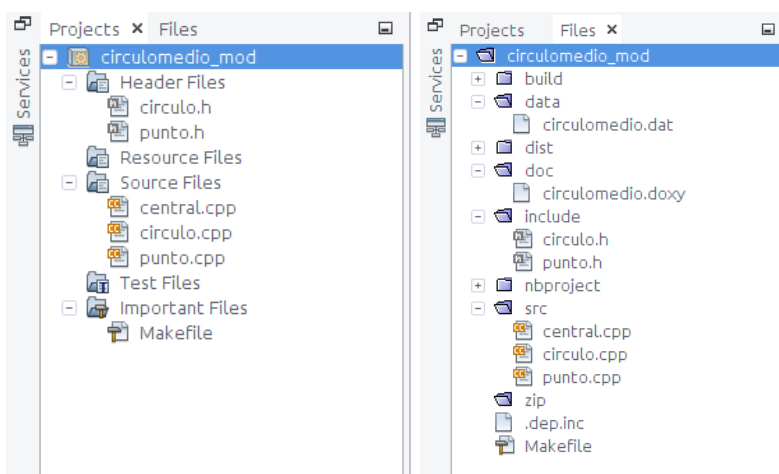 Projects Files
Services
circulomedio_mod
Header Files
circulo.h
punto.h
Resource Files
Source Files
central.cpp
circulo.cpp
punto.cpp
Test Files
Important Files
Makefile
Projects Files
Services
circulomedio_mod
build
data
circulomedio.dat
dist
doc
circulomedio.doxy
include
circulo.h
punto.h
nbproject
src
central.cpp
circulo.cpp
punto.cpp
zip
.dep.inc
Makefile